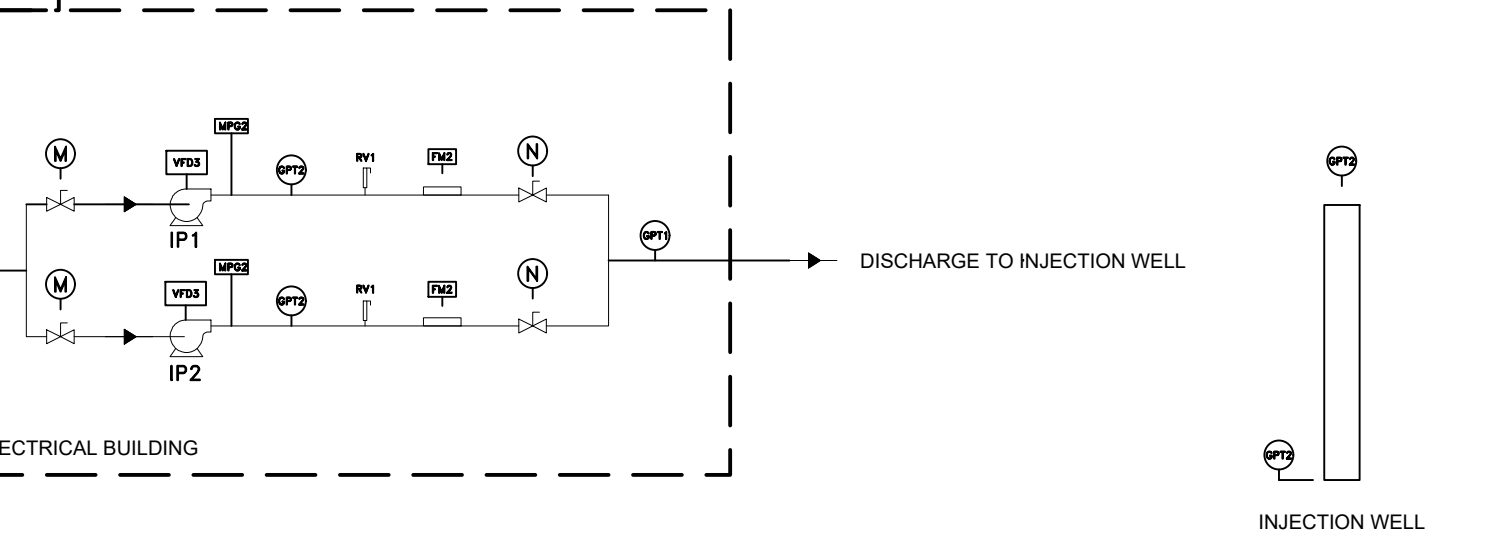 MPG2
M
VFD3
GPT2
RV1
FM2
N
GPT2
IP1
GPT1
MPG2
DISCHARGE TO INJECTION WELL
M
VFD3
GPT2
RV1
FM2
N
IP2
ECTRICAL BUILDING
GPT2
INJECTION WELL